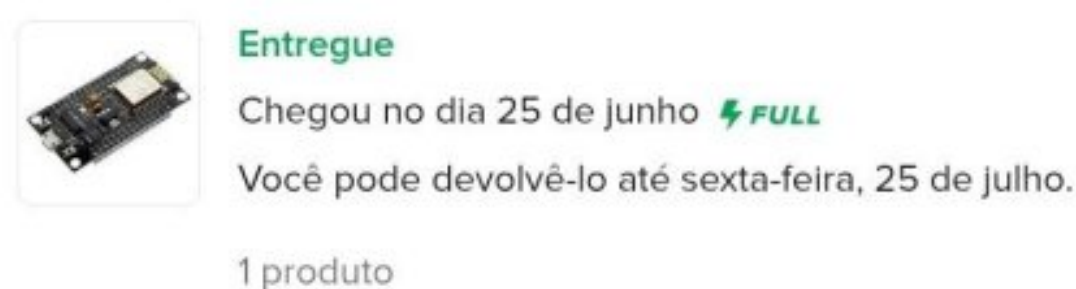 Entregue
Chegou no dia 25 de junho FULL
Você pode devolvê-lo até sexta-feira, 25 de julho.
1 produto